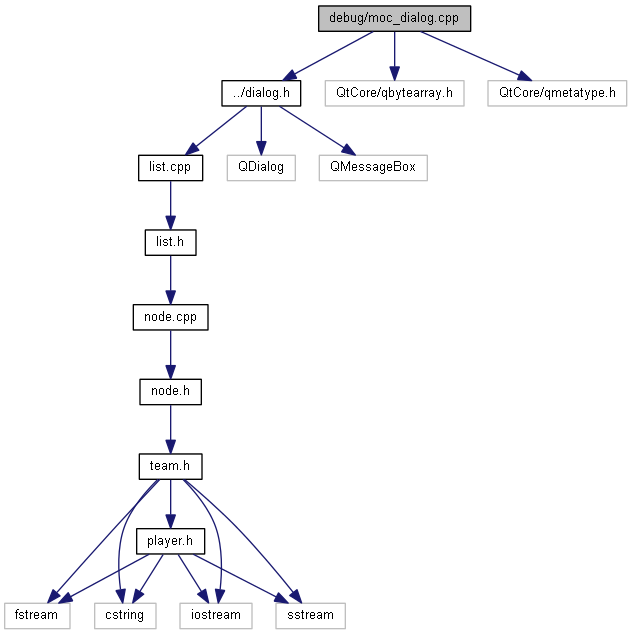 debug/moc_dialog.cpp
../dialog.h
QtCore/qbytearray.h
QtCore/qmetatype.h
list.cpp
QDialog
QMessageBox
list.h
node.cpp
node.h
team.h
player.h
fstream
cstring
iostream
sstream